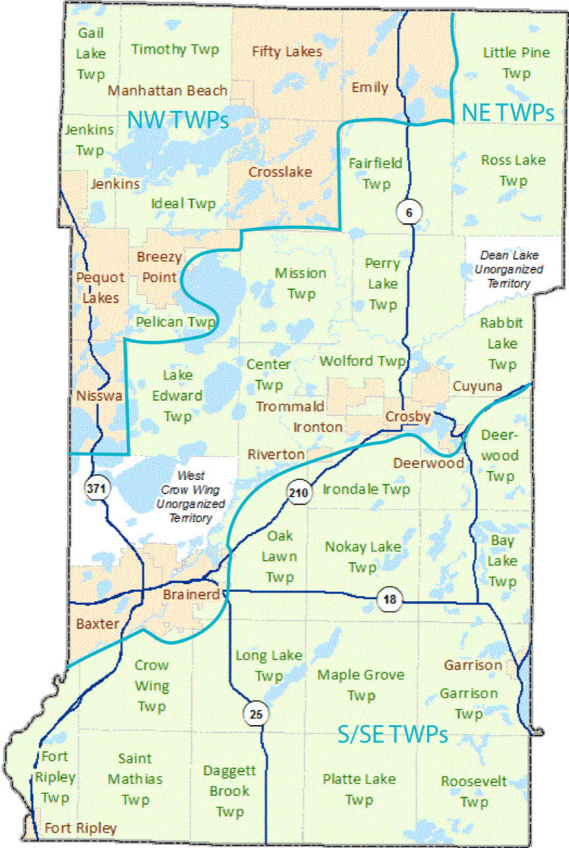 Gail
Lake
Twp
Timothy Twp
Fifty Lakes
Little Pine
Twp
Manhattan Beach
Emily
NW TWPs
NE TWPs
Jenkins
Twp
Crosslake
Fairfield
Twp
Ross Lake
Twp
Jenkins
Ideal Twp
6
Breezy
Point
Dean Lake
Unorganized
Territory
Pequot
Lakes
Mission
Twp
Perry
Lake
Twp
Pelican Twp
Rabbit
Lake
Twp
Lake
Edward
Twp
Center
Twp
Wolford Twp
Nisswa
Cuyuna
Trommald
Crosby
Ironton
Deer-
wood
Twp
Riverton
Deerwood
West
Crow Wing
Unorganized
Territory
371
210
Irondale Twp
Oak
Lawn
Twp
Nokay Lake
Twp
Bay
Lake
Twp
Brainerd
18
Baxter
Crow
Wing
Twp
Long Lake
Twp
Maple Grove
Twp
Garrison
Garrison
Twp
25
S/SE TWPs
Fort
Ripley
Twp
Saint
Mathias
Twp
Daggett
Brook
Twp
Platte Lake
Twp
Roosevelt
Twp
Fort Ripley